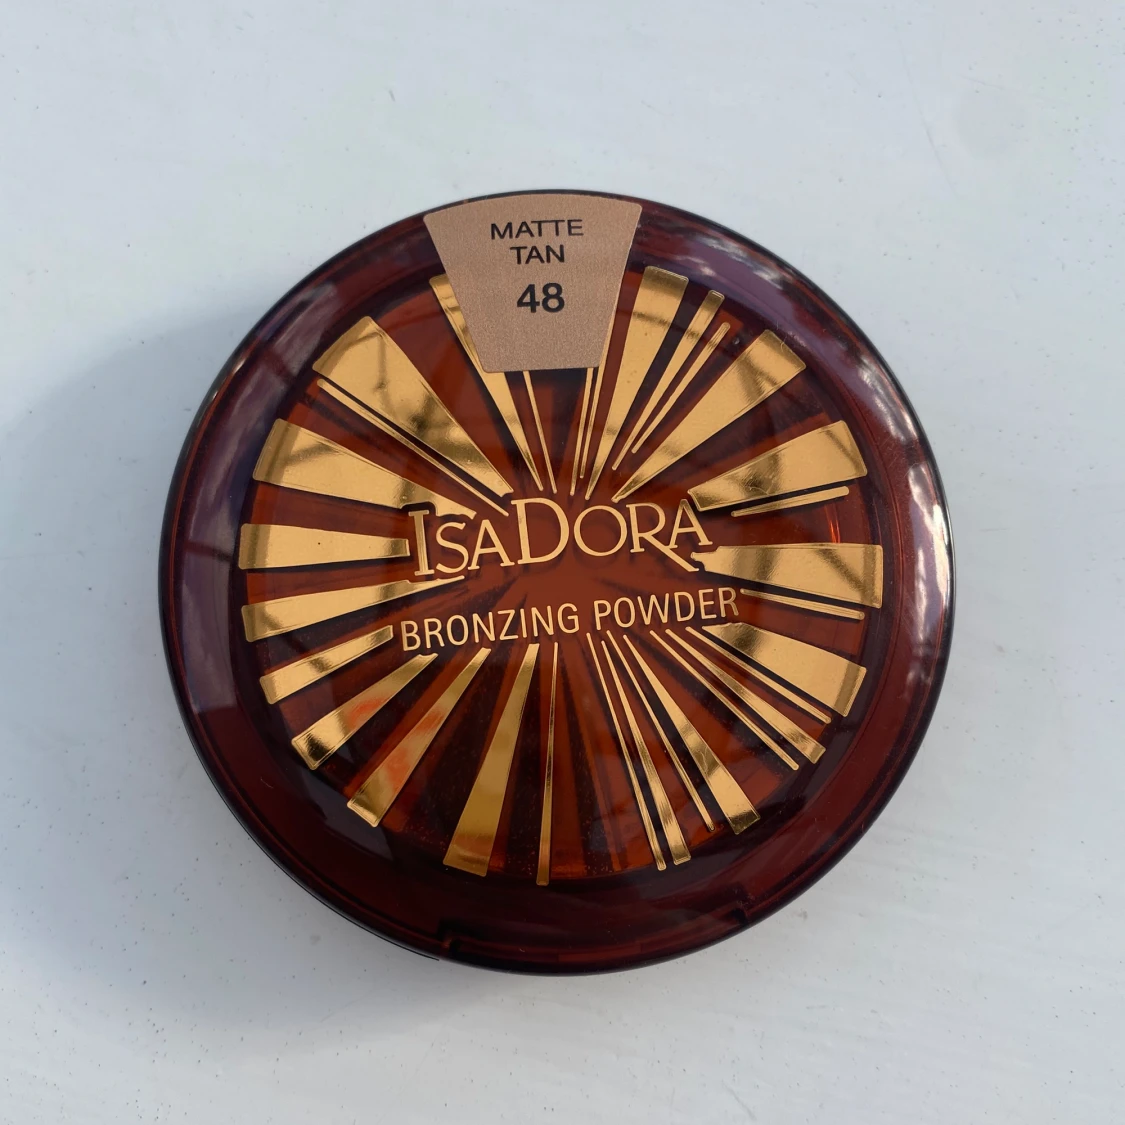 MATTE
TAN
48
ISADORA
BRONZING POWDER